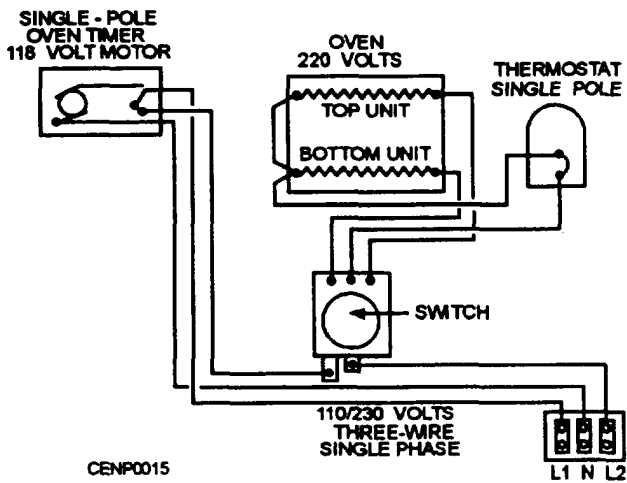 SINGLE - POLE
OVEN TIMER
118 VOLT MOTOR
OVEN
220 VOLTS
TOP UNIT
BOTTOM UNIT
THERMOSTAT
SINGLE POLE
SWITCH
110/230 VOLTS
THREE-WIRE
SINGLE PHASE
CENP0015
L1 N L2